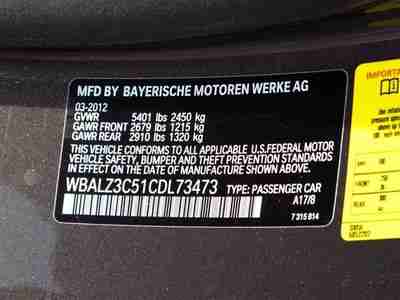 MFD BY BAYERISCHE MOTOREN WERKE AG
03-2012
GVWR 5401 lbs 2450 kg
GAWR FRONT 2679 lbs 1215 kg
GAWR REAR 2910 lbs 1320 kg
THIS VEHICLE CONFORMS TO ALL APPLICABLE U.S. FEDERAL MOTOR
VEHICLE SAFETY, BUMPER, AND THEFT PREVENTION STANDARDS IN
EFFECT ON THE DATE OF MANUFACTURE SHOWN ABOVE.
WBALZ3C51CDL73473 TYPE: PASSENGER CAR
A17/8
7 315 814
IMPORTA